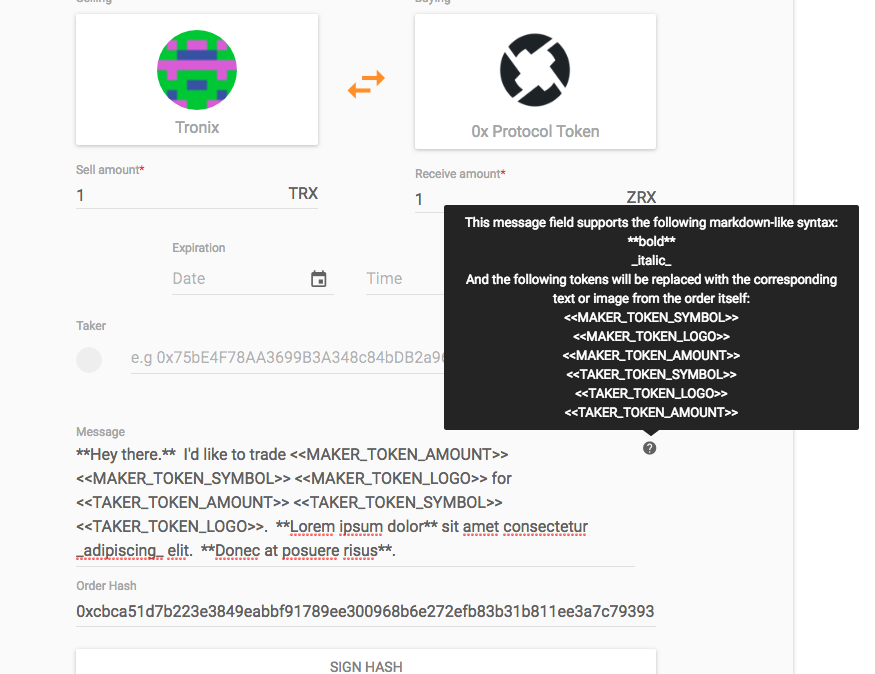 Selling
Buying
Tronix
0x Protocol Token
Sell amount*
1 TRX
Receive amount*
1 ZRX
This message field supports the following markdown-like syntax:
**bold**
_italic_
And the following tokens will be replaced with the corresponding
text or image from the order itself:
<<MAKER_TOKEN_SYMBOL>>
<<MAKER_TOKEN_LOGO>>
<<MAKER_TOKEN_AMOUNT>>
<<TAKER_TOKEN_SYMBOL>>
<<TAKER_TOKEN_LOGO>>
<<TAKER_TOKEN_AMOUNT>>
Expiration
Date
Time
Taker
e.g 0x75bE4F78AA3699B3A348c84bDB2a96
Message
?
**Hey there.**  I'd like to trade <<MAKER_TOKEN_AMOUNT>>
<<MAKER_TOKEN_SYMBOL>> <<MAKER_TOKEN_LOGO>> for
<<TAKER_TOKEN_AMOUNT>> <<TAKER_TOKEN_SYMBOL>>
<<TAKER_TOKEN_LOGO>>.  **Lorem ipsum dolor** sit amet consectetur
_adipiscing_ elit.  **Donec at posuere risus**.
Order Hash
0xcbca51d7b223e3849eabbf91789ee300968b6e272efb83b31b811ee3a7c79393
SIGN HASH